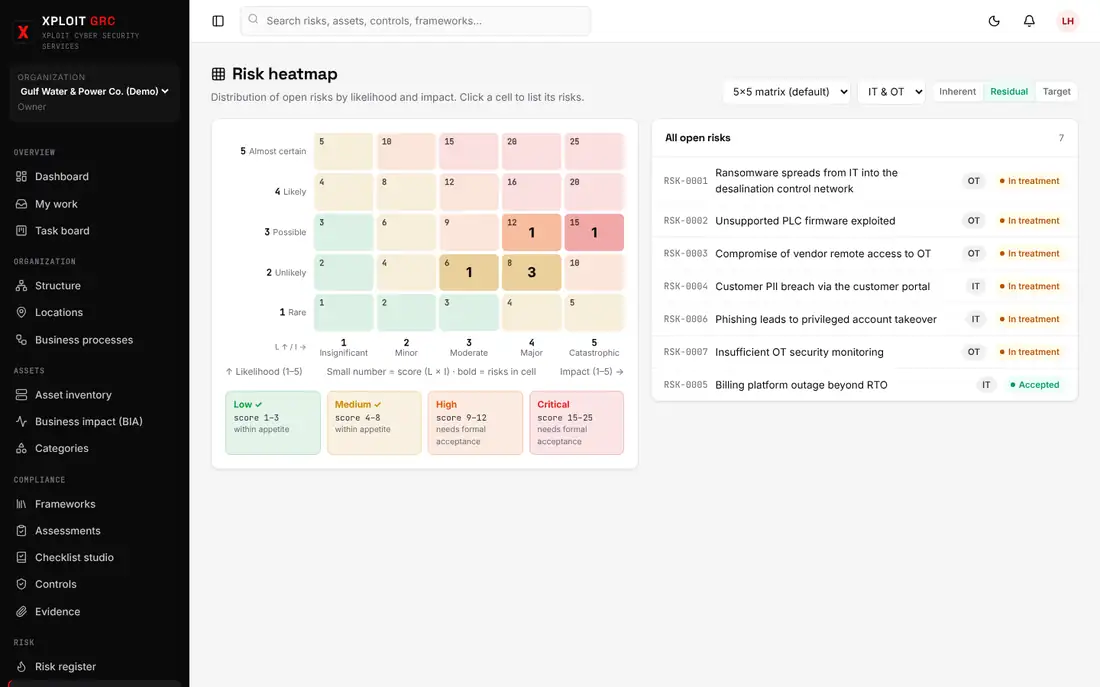 XPLOIT GRC
XPLOIT CYBER SECURITY
SERVICES
ORGANIZATION
Gulf Water & Power Co. (Demo)
Owner
OVERVIEW
Dashboard
My work
Task board
ORGANIZATION
Structure
Locations
Business processes
ASSETS
Asset inventory
Business impact (BIA)
Categories
COMPLIANCE
Frameworks
Assessments
Checklist studio
Controls
Evidence
RISK
Risk register
Search risks, assets, controls, frameworks...
LH
Risk heatmap
Distribution of open risks by likelihood and impact. Click a cell to list its risks.
5×5 matrix (default)
IT & OT
Inherent Residual Target
5 Almost certain 5 10 15 20 25
4 Likely 4 8 12 16 20
3 Possible 3 6 9 12 1 15 1
2 Unlikely 2 4 6 1 8 3 10
1 Rare 1 2 3 4 5
L ↑ / I → 1 2 3 4 5
Insignificant Minor Moderate Major Catastrophic
↑ Likelihood (1–5) Small number = score (L × I) · bold = risks in cell Impact (1–5) →
Low ✓
score 1–3
within appetite
Medium ✓
score 4–8
within appetite
High
score 9–12
needs formal
acceptance
Critical
score 15–25
needs formal
acceptance
All open risks 7
RSK-0001 Ransomware spreads from IT into the
desalination control network OT In treatment
RSK-0002 Unsupported PLC firmware exploited OT In treatment
RSK-0003 Compromise of vendor remote access to OT OT In treatment
RSK-0004 Customer PII breach via the customer portal IT In treatment
RSK-0006 Phishing leads to privileged account takeover IT In treatment
RSK-0007 Insufficient OT security monitoring OT In treatment
RSK-0005 Billing platform outage beyond RTO IT Accepted